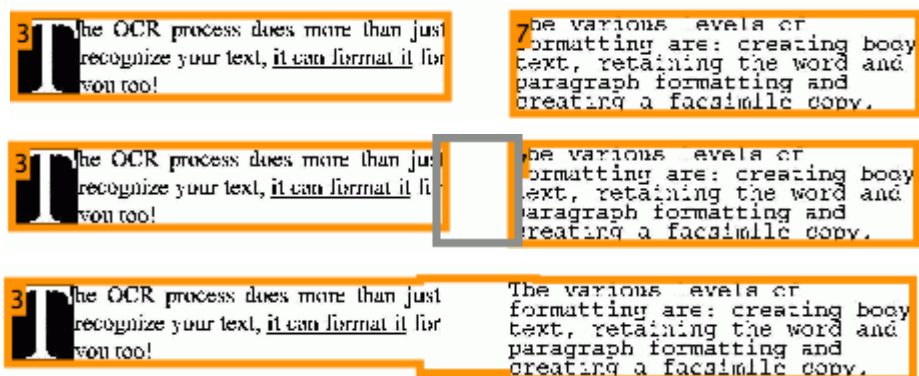 3 The OCR process does more than just
recognize your text, it can format it for
you too!
7 The various levels of
formatting are: creating body
text, retaining the word and
paragraph formatting and
creating a facsimile copy.
3 The OCR process does more than just
recognize your text, it can format it for
you too!
The various levels of
formatting are: creating body
text, retaining the word and
paragraph formatting and
creating a facsimile copy.
3 The OCR process does more than just
recognize your text, it can format it for
you too!
The various levels of
formatting are: creating body
text, retaining the word and
paragraph formatting and
creating a facsimile copy.